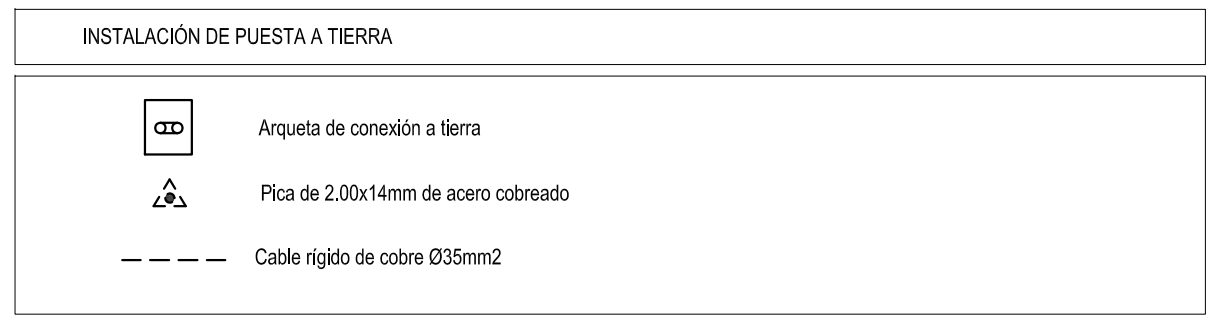 INSTALACIÓN DE PUESTA A TIERRA
Arqueta de conexión a tierra
Pica de 2.00x14mm de acero cobreado
Cable rígido de cobre Ø35mm2